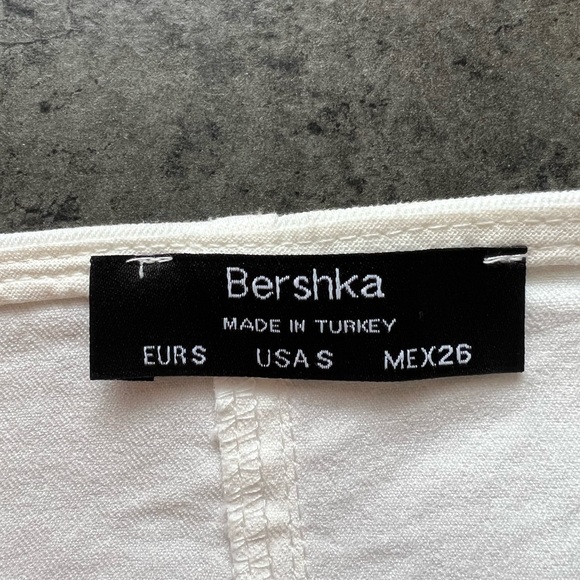 Bershka
MADE IN TURKEY
EUR S USA S MEX 26